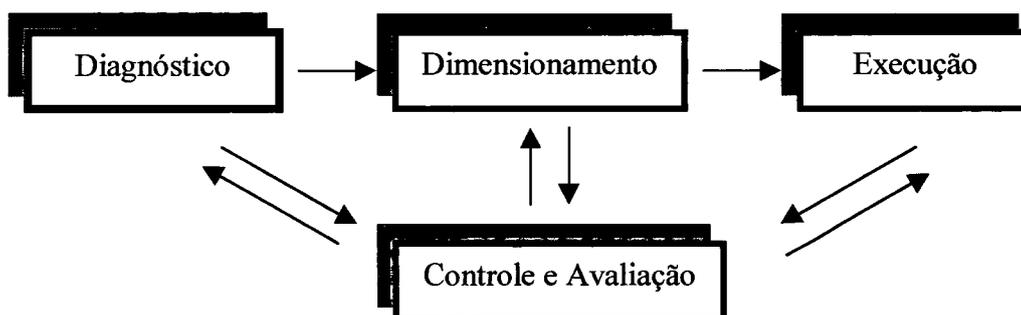 Diagnóstico
Dimensionamento
Execução
Controle e Avaliação